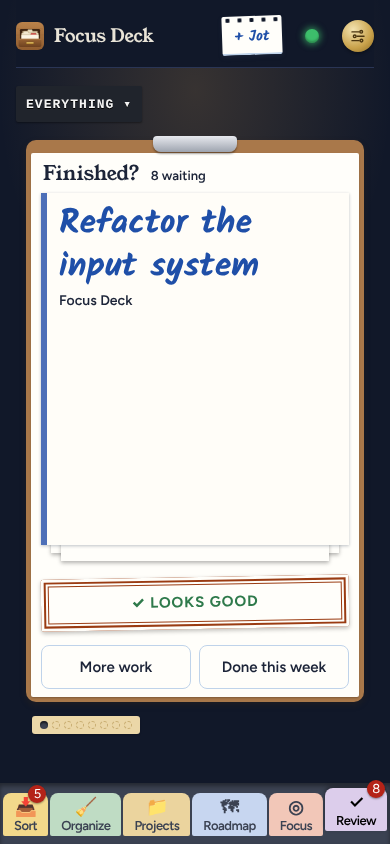 Focus Deck
+ Jot
EVERYTHING ▾
Finished? 8 waiting
Refactor the
input system
Focus Deck
✓ LOOKS GOOD
More work
Done this week
5
8
Sort
Organize
Projects
Roadmap
Focus
Review